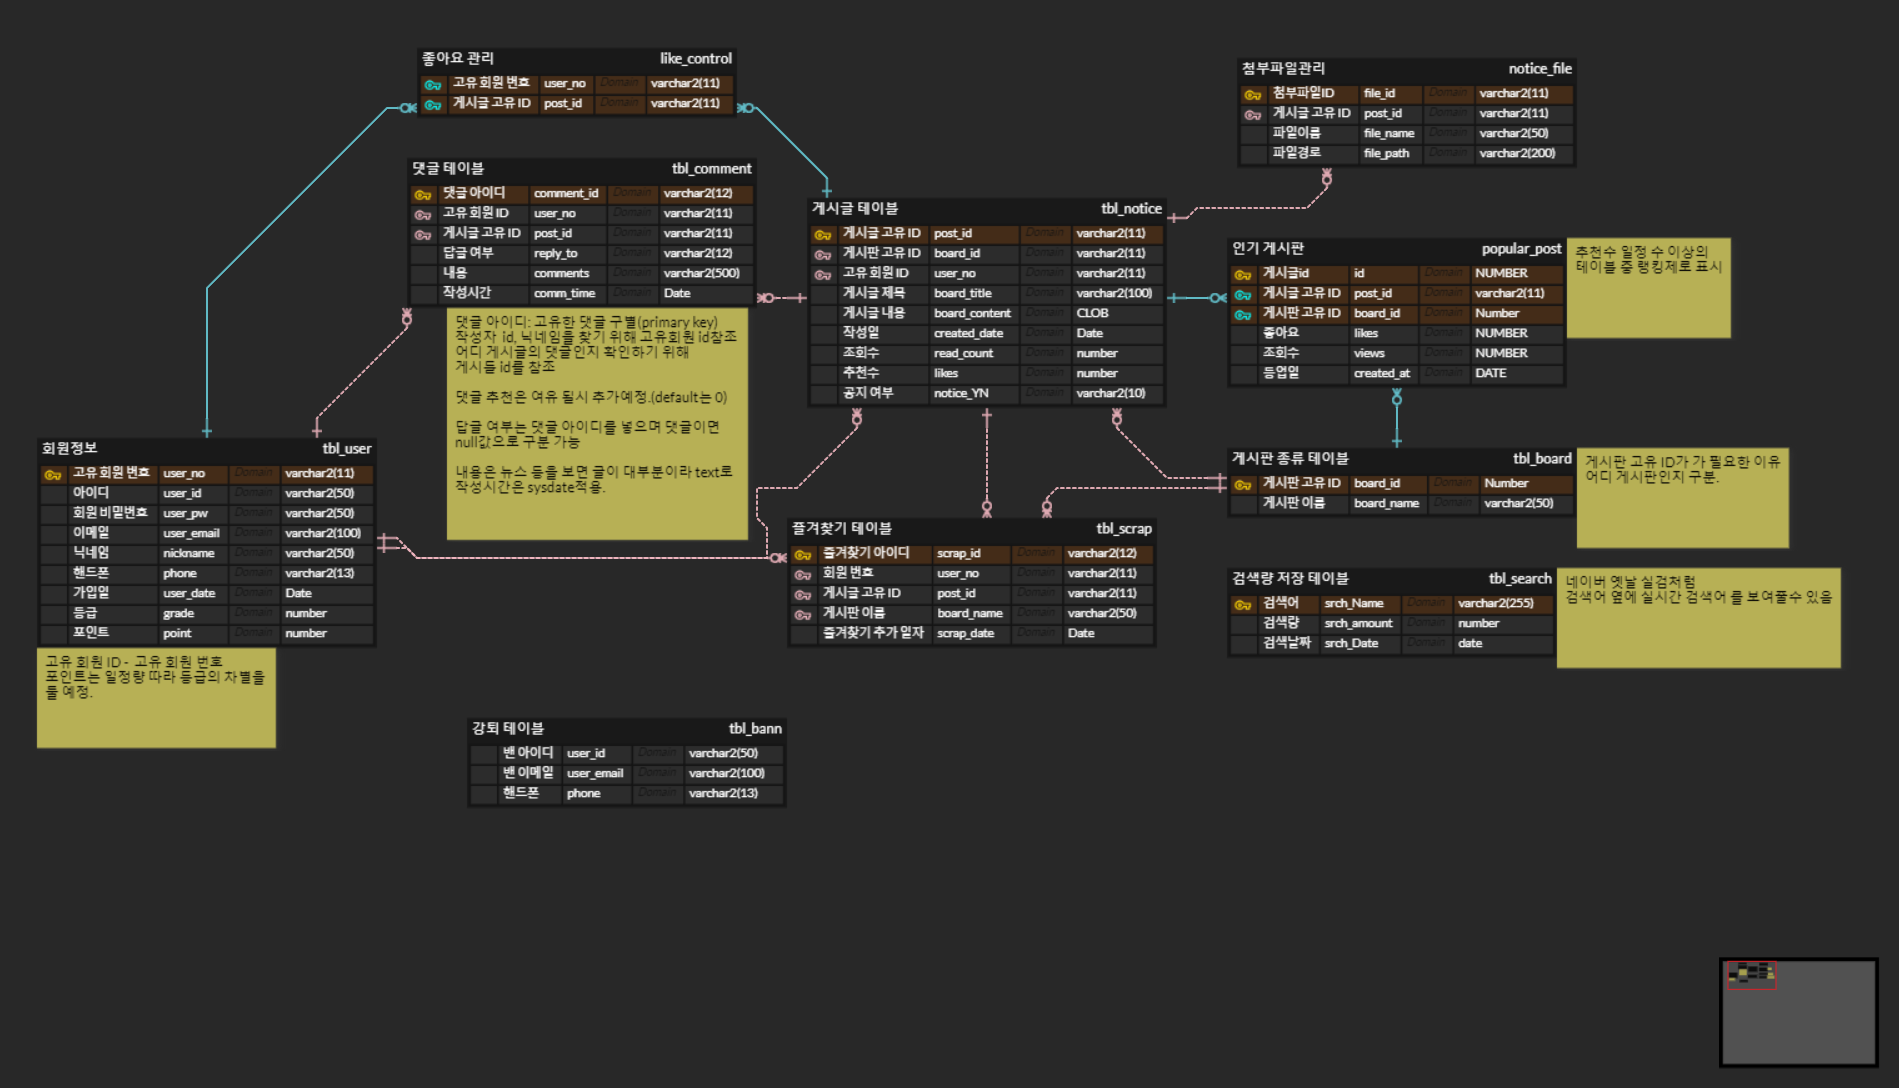 좋아요 관리 like_control
고유 회원 번호 user_no Domain varchar2(11)
게시글 고유 ID post_id Domain varchar2(11)
첨부파일관리 notice_file
첨부파일ID file_id Domain varchar2(11)
게시글 고유 ID post_id Domain varchar2(11)
파일이름 file_name Domain varchar2(50)
파일경로 file_path Domain varchar2(200)
댓글 테이블 tbl_comment
댓글 아이디 comment_id Domain varchar2(12)
고유 회원 ID user_no Domain varchar2(11)
게시글 고유 ID post_id Domain varchar2(11)
답글 여부 reply_to Domain varchar2(12)
내용 comments Domain varchar2(500)
작성시간 comm_time Domain Date
댓글 아이디: 고유한 댓글 구별(primary key)
작성자 id, 닉네임을 찾기 위해 고유회원 id참조
어디 게시글의 댓글인지 확인하기 위해
게시들 id를 참조
댓글 추천은 여유 될시 추가예정.(default는 0)
답글 여부는 댓글 아이디를 넣으며 댓글이면
null값으로 구분 가능
내용은 뉴스 등을 보면 글이 대부분이라 text로
작성시간은 sysdate적용.
게시글 테이블 tbl_notice
게시글 고유 ID post_id Domain varchar2(11)
게시판 고유 ID board_id Domain varchar2(11)
고유 회원 ID user_no Domain varchar2(11)
게시글 제목 board_title Domain varchar2(100)
게시글 내용 board_content Domain CLOB
작성일 created_date Domain Date
조회수 read_count Domain number
추천수 likes Domain number
공지 여부 notice_YN Domain varchar2(10)
인기 게시판 popular_post
게시글id id Domain NUMBER
게시글 고유 ID post_id Domain varchar2(11)
게시판 고유 ID board_id Domain Number
좋아요 likes Domain NUMBER
조회수 views Domain NUMBER
등업일 created_at Domain DATE
추천수 일정 수 이상의
테이블 중 랭킹제로 표시
회원정보 tbl_user
고유 회원 번호 user_no Domain varchar2(11)
아이디 user_id Domain varchar2(50)
회원 비밀번호 user_pw Domain varchar2(50)
이메일 user_email Domain varchar2(100)
닉네임 nickname Domain varchar2(50)
핸드폰 phone Domain varchar2(13)
가입일 user_date Domain Date
등급 grade Domain number
포인트 point Domain number
고유 회원 ID - 고유 회원 번호
포인트는 일정량 따라 등급의 차별을
둘 예정.
게시판 종류 테이블 tbl_board
게시판 고유 ID board_id Domain Number
게시판 이름 board_name Domain varchar2(50)
게시판 고유 ID가 가 필요한 이유
어디 게시판인지 구분.
즐겨찾기 테이블 tbl_scrap
즐겨찾기 아이디 scrap_id Domain varchar2(12)
회원 번호 user_no Domain varchar2(11)
게시글 고유 ID post_id Domain varchar2(11)
게시판 이름 board_name Domain varchar2(50)
즐겨찾기 추가 일자 scrap_date Domain Date
검색량 저장 테이블 tbl_search
검색어 srch_Name Domain varchar2(255)
검색량 srch_amount Domain number
검색날짜 srch_Date Domain date
네이버 옛날 실검처럼
검색어 옆에 실시간 검색어 를 보여줄수 있음
강퇴 테이블 tbl_bann
밴 아이디 user_id Domain varchar2(50)
밴 이메일 user_email Domain varchar2(100)
핸드폰 phone Domain varchar2(13)